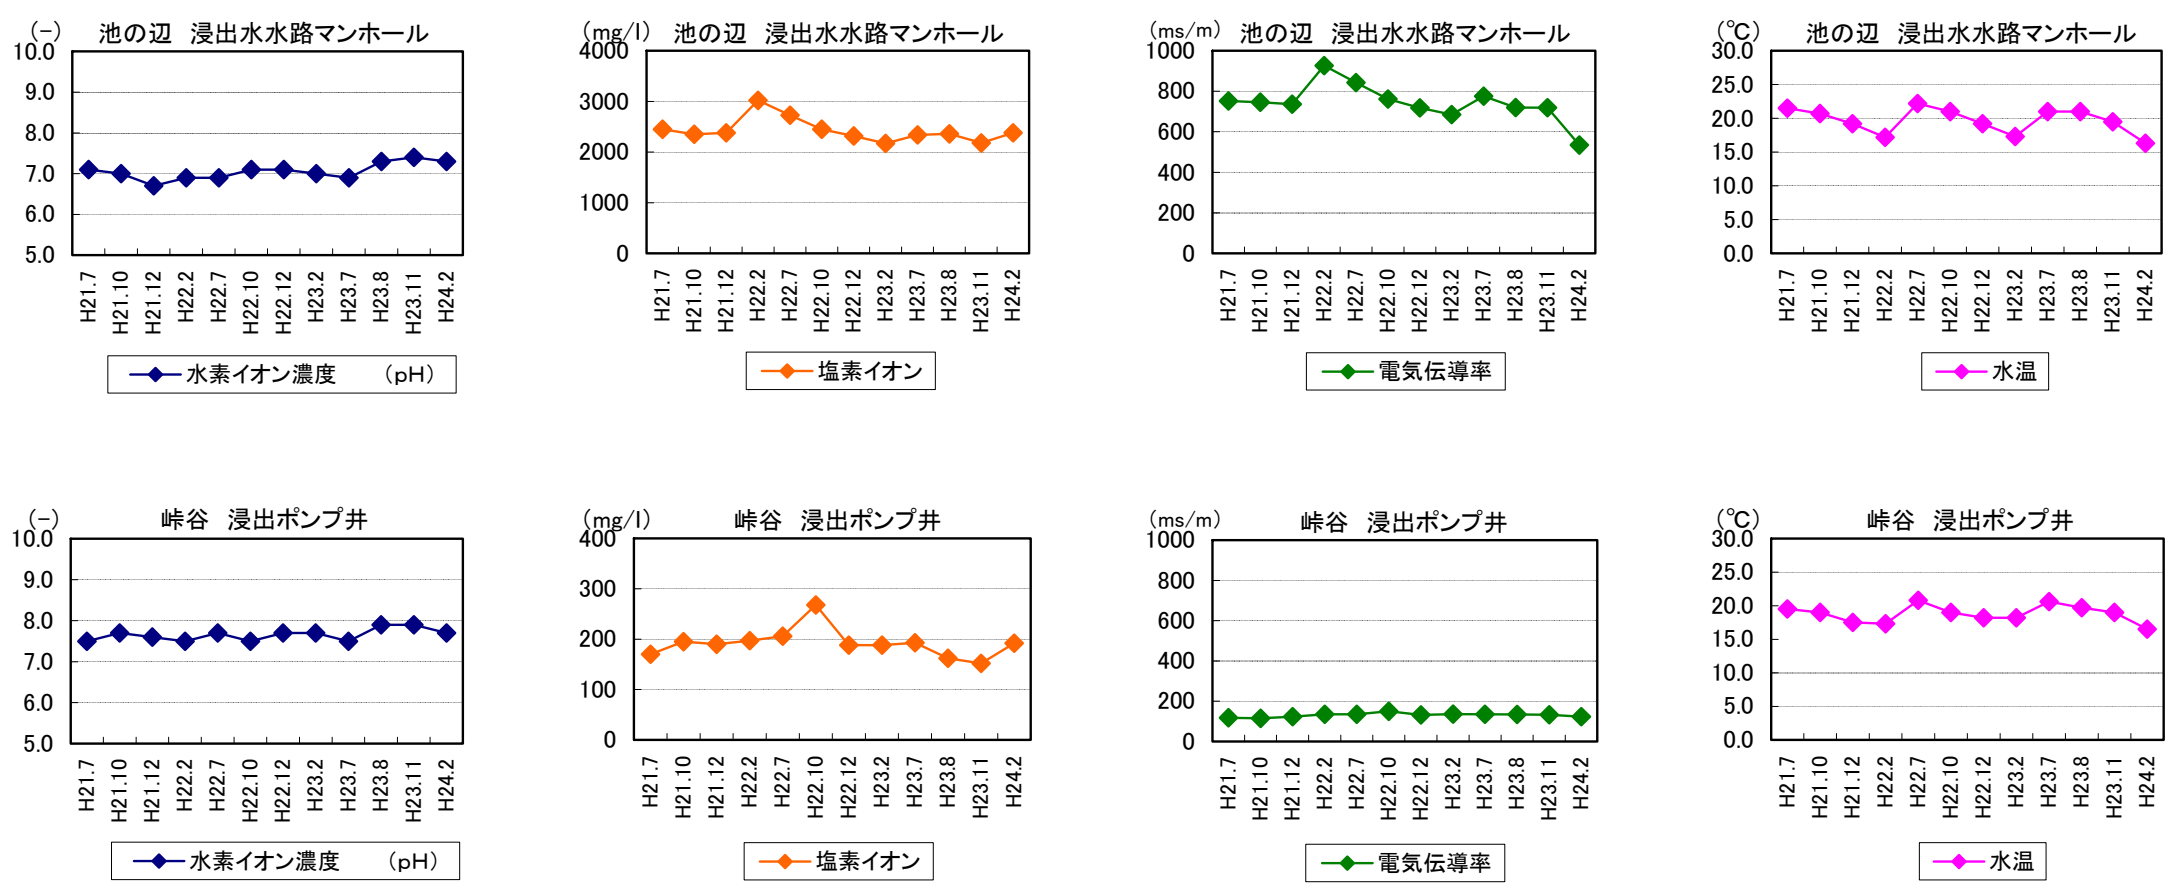 (-)
池の辺 浸出水水路マンホール
10.0
9.0
8.0
7.0
6.0
5.0
H21.7
H21.10
H21.12
H22.2
H22.7
H22.10
H22.12
H23.2
H23.7
H23.8
H23.11
H24.2
水素イオン濃度 (pH)
(mg/l)
池の辺 浸出水水路マンホール
4000
3000
2000
1000
0
H21.7
H21.10
H21.12
H22.2
H22.7
H22.10
H22.12
H23.2
H23.7
H23.8
H23.11
H24.2
塩素イオン
(ms/m)
池の辺 浸出水水路マンホール
1000
800
600
400
200
0
H21.7
H21.10
H21.12
H22.2
H22.7
H22.10
H22.12
H23.2
H23.7
H23.8
H23.11
H24.2
電気伝導率
(℃)
池の辺 浸出水水路マンホール
30.0
25.0
20.0
15.0
10.0
5.0
0.0
H21.7
H21.10
H21.12
H22.2
H22.7
H22.10
H22.12
H23.2
H23.7
H23.8
H23.11
H24.2
水温
(-)
峠谷 浸出ポンプ井
10.0
9.0
8.0
7.0
6.0
5.0
H21.7
H21.10
H21.12
H22.2
H22.7
H22.10
H22.12
H23.2
H23.7
H23.8
H23.11
H24.2
水素イオン濃度 (pH)
(mg/l)
峠谷 浸出ポンプ井
400
300
200
100
0
H21.7
H21.10
H21.12
H22.2
H22.7
H22.10
H22.12
H23.2
H23.7
H23.8
H23.11
H24.2
塩素イオン
(ms/m)
峠谷 浸出ポンプ井
1000
800
600
400
200
0
H21.7
H21.10
H21.12
H22.2
H22.7
H22.10
H22.12
H23.2
H23.7
H23.8
H23.11
H24.2
電気伝導率
(℃)
峠谷 浸出ポンプ井
30.0
25.0
20.0
15.0
10.0
5.0
0.0
H21.7
H21.10
H21.12
H22.2
H22.7
H22.10
H22.12
H23.2
H23.7
H23.8
H23.11
H24.2
水温